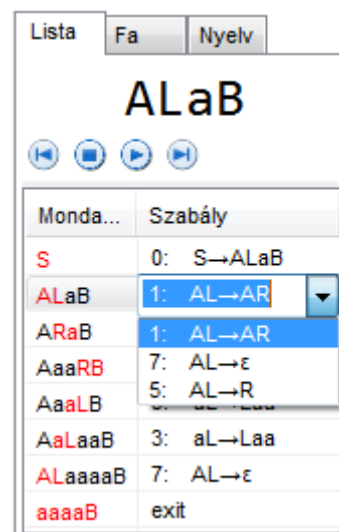 Lista Fa Nyelv
ALaB
Monda... Szabály
S 0: S→ALaB
ALaB 1: AL→AR
ARaB 1: AL→AR
AaaRB 7: AL→ε
AaaLB 5: AL→R
AaLaaB 3: aL→Laa
ALaaaaB 7: AL→ε
aaaaB exit